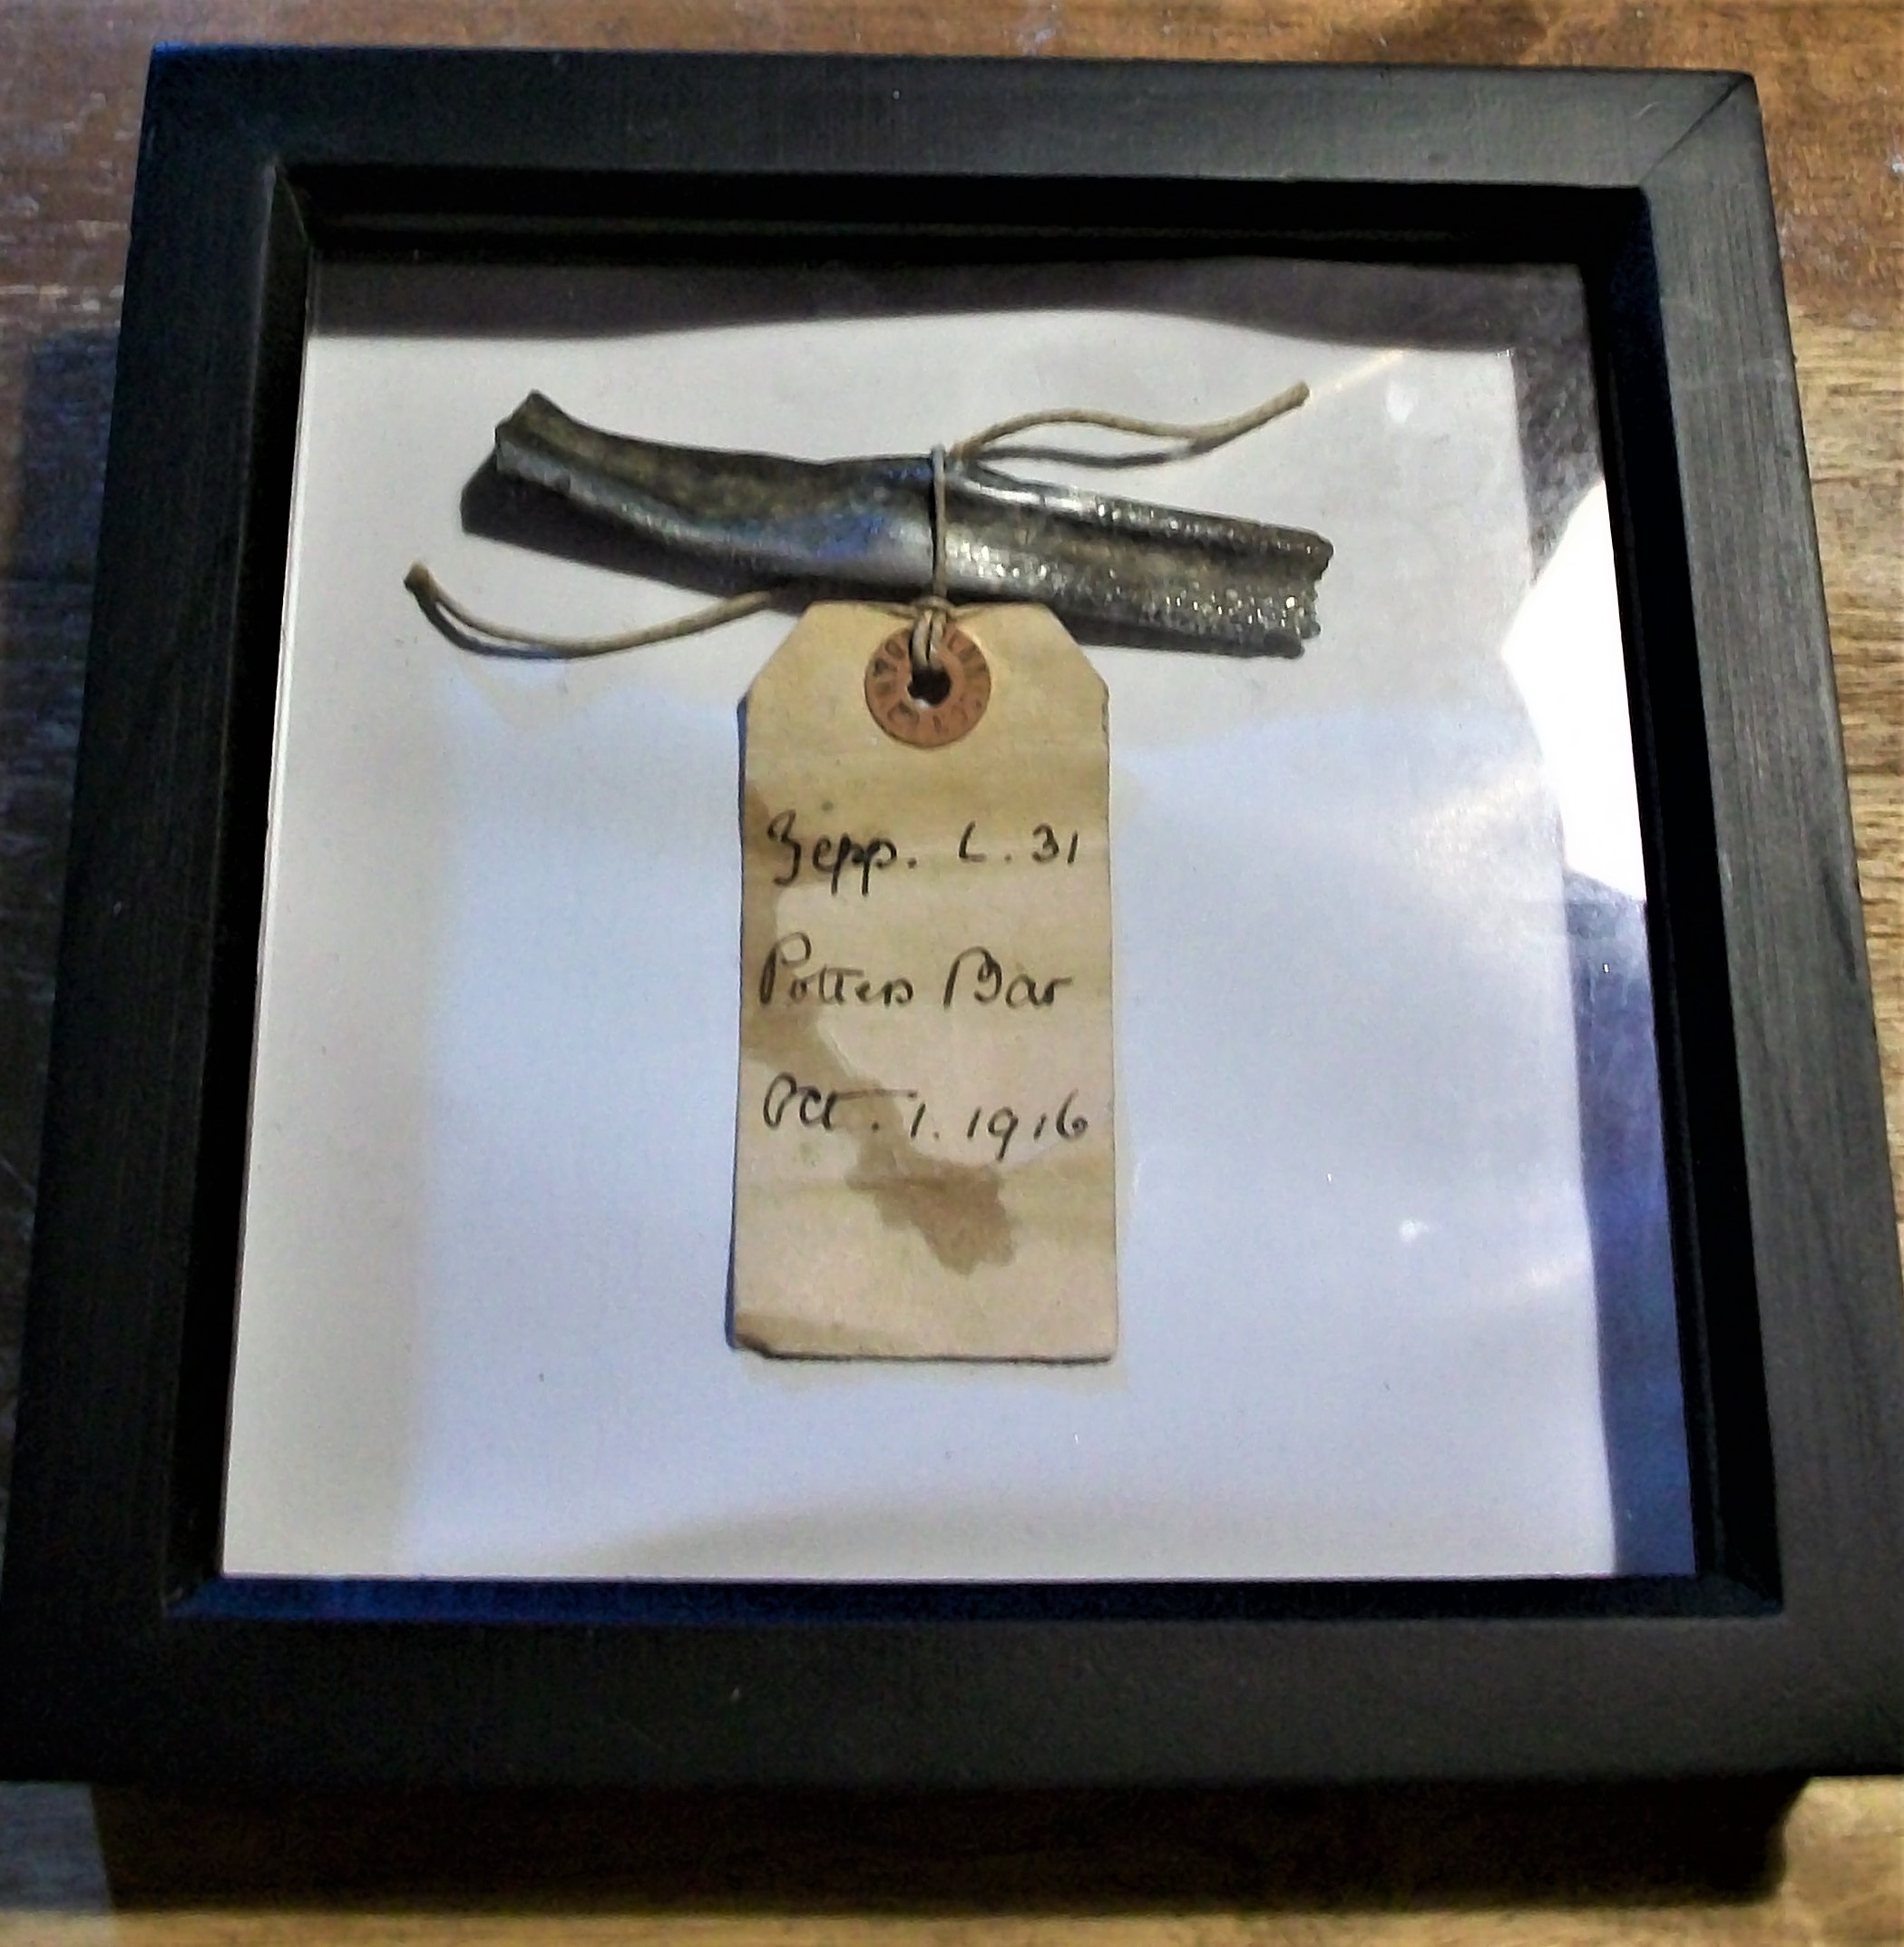 Zepp. L. 31
Potters Bar
Oct. 1. 1916